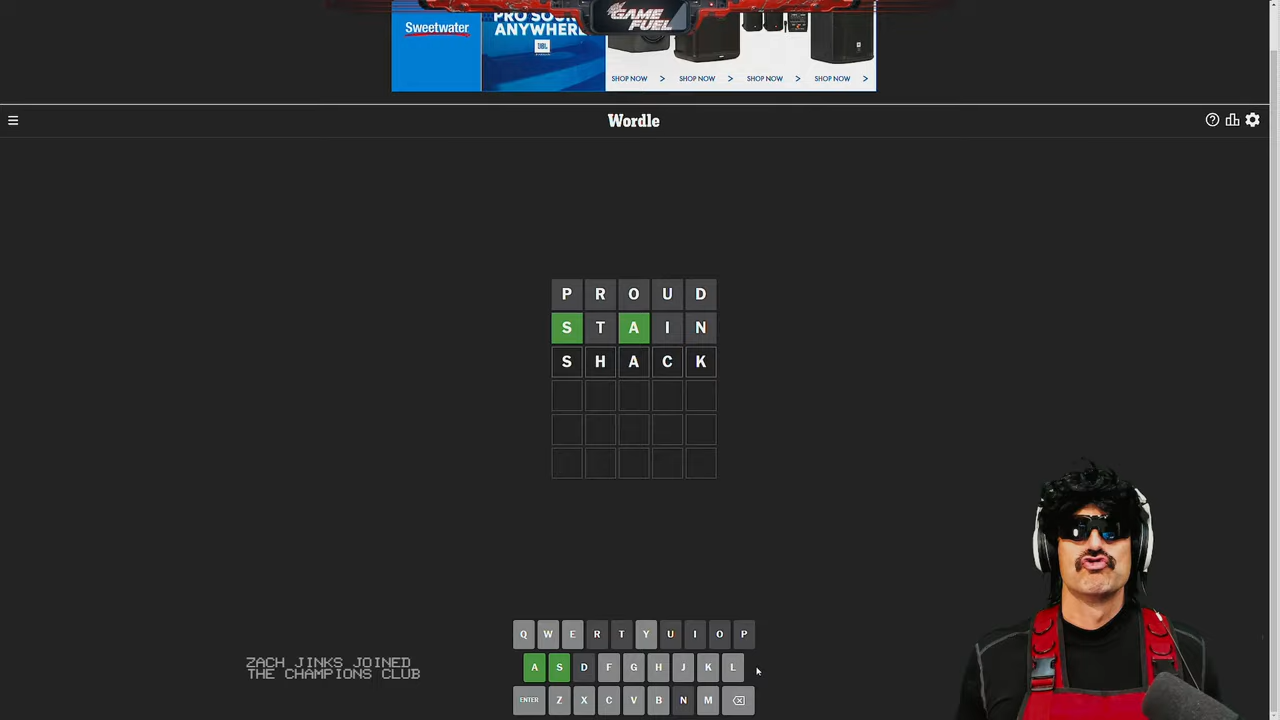 GAME
FUEL
Sweetwater
PRO SOUND
ANYWHERE
JBL
SHOP NOW > SHOP NOW > SHOP NOW > SHOP NOW >
Wordle
P R O U D
S T A I N
S H A C K
Q W E R T Y U I O P
A S D F G H J K L
ENTER Z X C V B N M
ZACH JINKS JOINED
THE CHAMPIONS CLUB